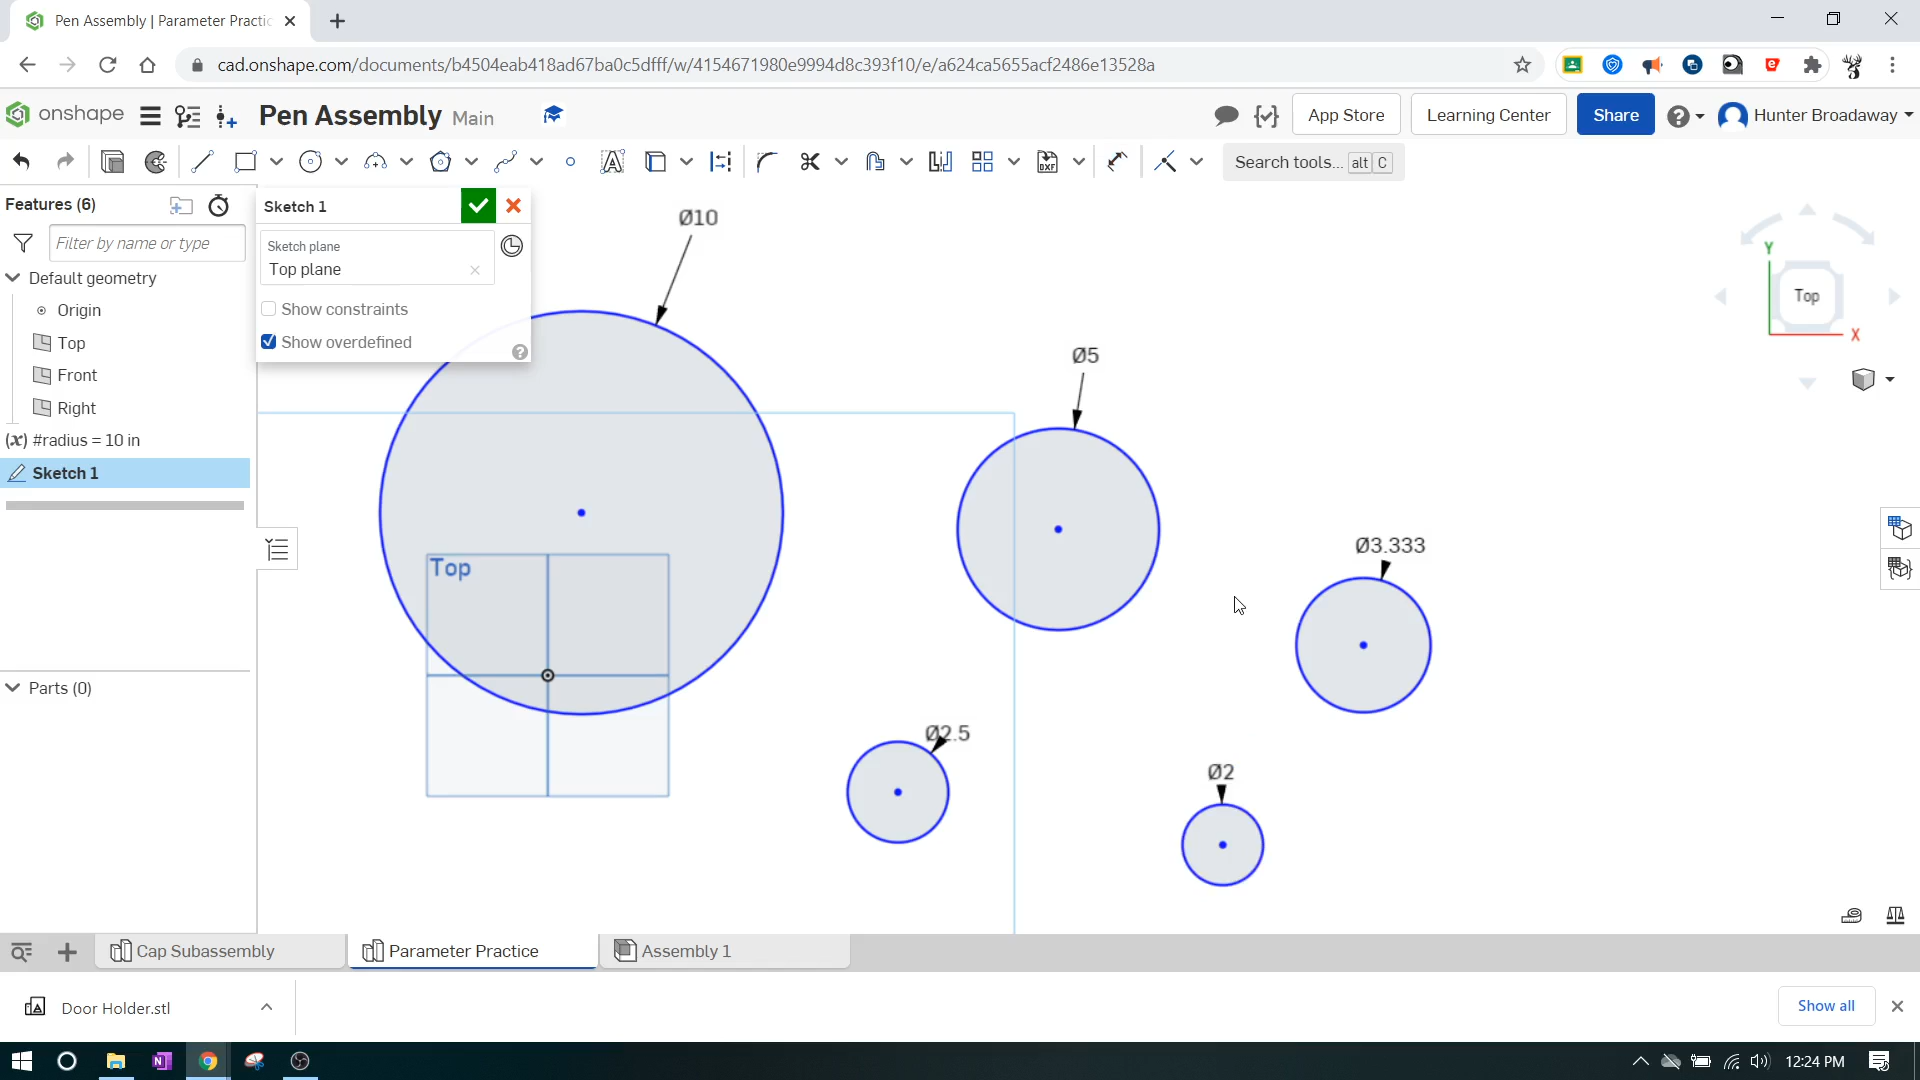 Pen Assembly | Parameter Practic
cad.onshape.com/documents/b4504eab418ad67ba0c5dfff/w/4154671980e9994d8c393f10/e/a624ca5655acf2486e13528a
onshape
Pen Assembly Main
App Store
Learning Center
Share
Hunter Broadaway
Search tools... alt C
Features (6)
Filter by name or type
Default geometry
Origin
Top
Front
Right
(x) #radius = 10 in
Sketch 1
Parts (0)
Sketch 1
Sketch plane
Top plane
Show constraints
Show overdefined
Ø10
Ø5
Ø3.333
Ø2.5
Ø2
Top
Y
Top
X
Cap Subassembly
Parameter Practice
Assembly 1
Door Holder.stl
Show all
12:24 PM